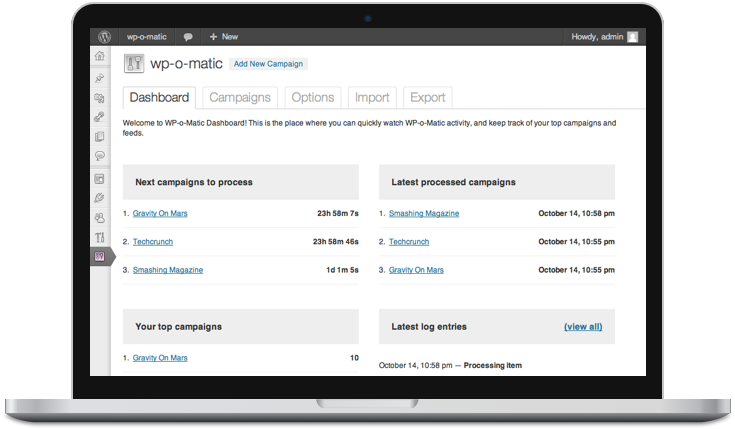 wp-o-matic
New
Howdy, admin
wp-o-matic
Add New Campaign
Dashboard
Campaigns
Options
Import
Export
Welcome to WP-o-Matic Dashboard! This is the place where you can quickly watch WP-o-Matic activity, and keep track of your top campaigns and
feeds.
Next campaigns to process
1. Gravity On Mars 23h 58m 7s
2. Techcrunch 23h 58m 46s
3. Smashing Magazine 1d 1m 5s
Latest processed campaigns
1. Smashing Magazine October 14, 10:58 pm
2. Techcrunch October 14, 10:55 pm
3. Gravity On Mars October 14, 10:55 pm
Your top campaigns
1. Gravity On Mars 10
Latest log entries (view all)
October 14, 10:58 pm — Processing item